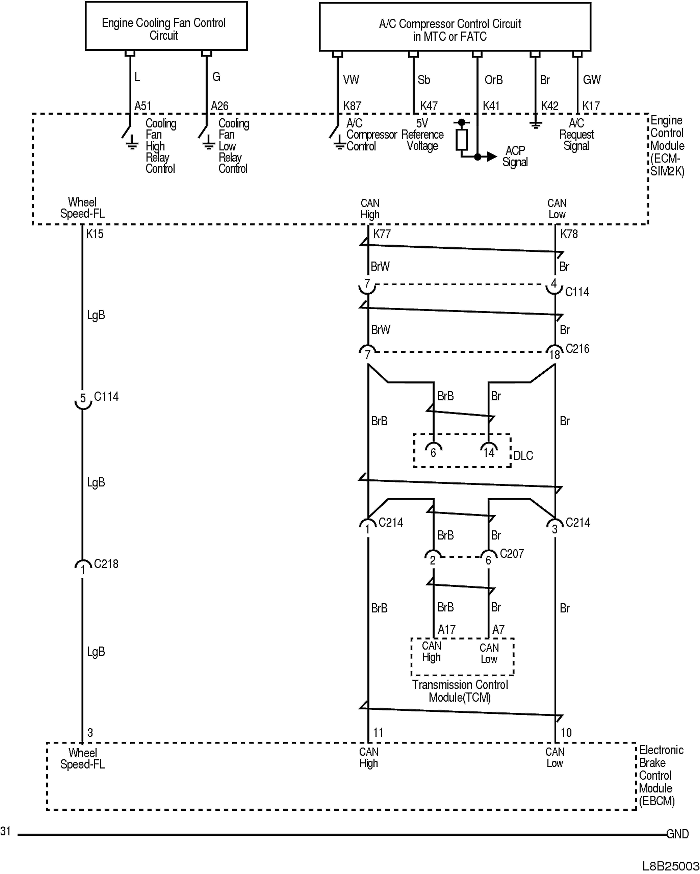 Engine Cooling Fan Control
Circuit
A/C Compressor Control Circuit
in MTC or FATC
L
G
VW
Sb
OrB
Br
GW
A51
A26
K87
K47
K41
K42
K17
Cooling
Fan
High
Relay
Control
Cooling
Fan
Low
Relay
Control
A/C
Compressor
Control
5V
Reference
Voltage
ACP
Signal
A/C
Request
Signal
Engine
Control
Module
(ECM-
SIM2K)
Wheel
Speed-FL
CAN
High
CAN
Low
K15
K77
K78
BrW
Br
7
4
C114
LgB
BrW
Br
7
18
C216
5
C114
BrB
BrB
Br
Br
6
14
DLC
LgB
1
C214
BrB
Br
3
C214
1
C218
2
6
C207
BrB
BrB
Br
Br
A17
A7
CAN
High
CAN
Low
LgB
Transmission Control
Module(TCM)
3
11
10
Wheel
Speed-FL
CAN
High
CAN
Low
Electronic
Brake
Control
Module
(EBCM)
31
GND
L8B25003